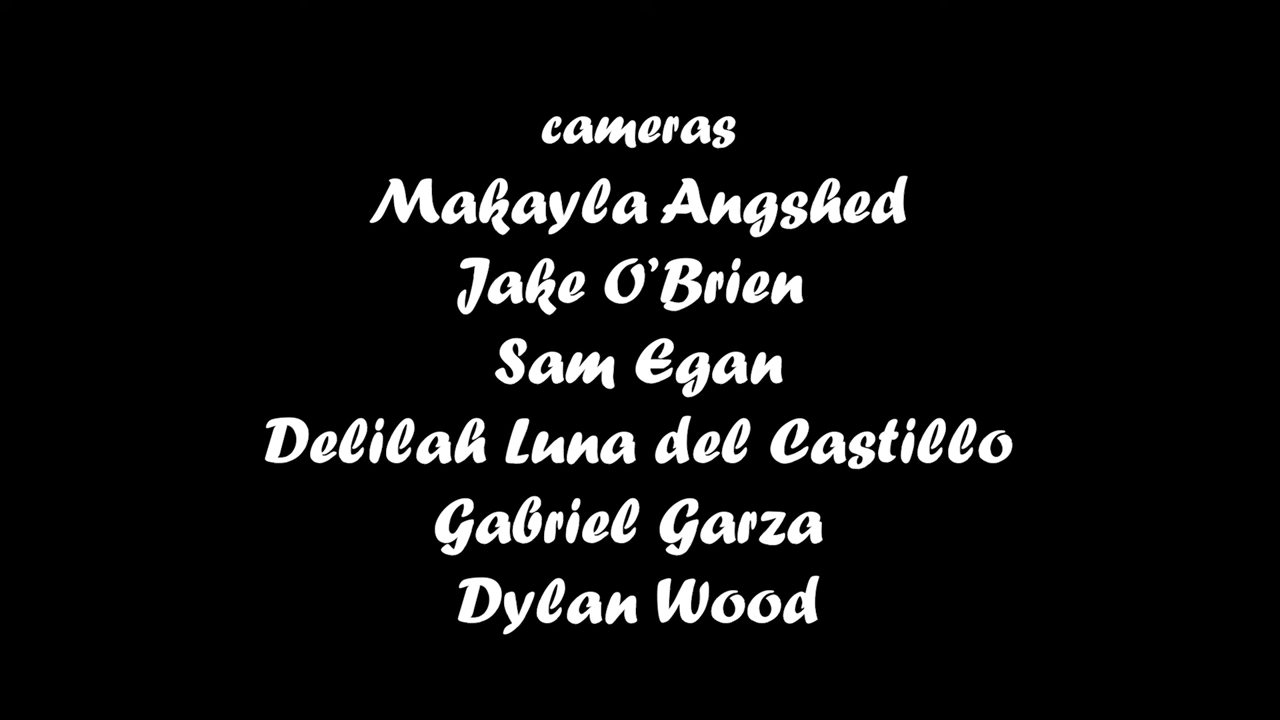 cameras
Makayla Angshed
Jake O’Brien
Sam Egan
Delilah Luna del Castillo
Gabriel Garza
Dylan Wood